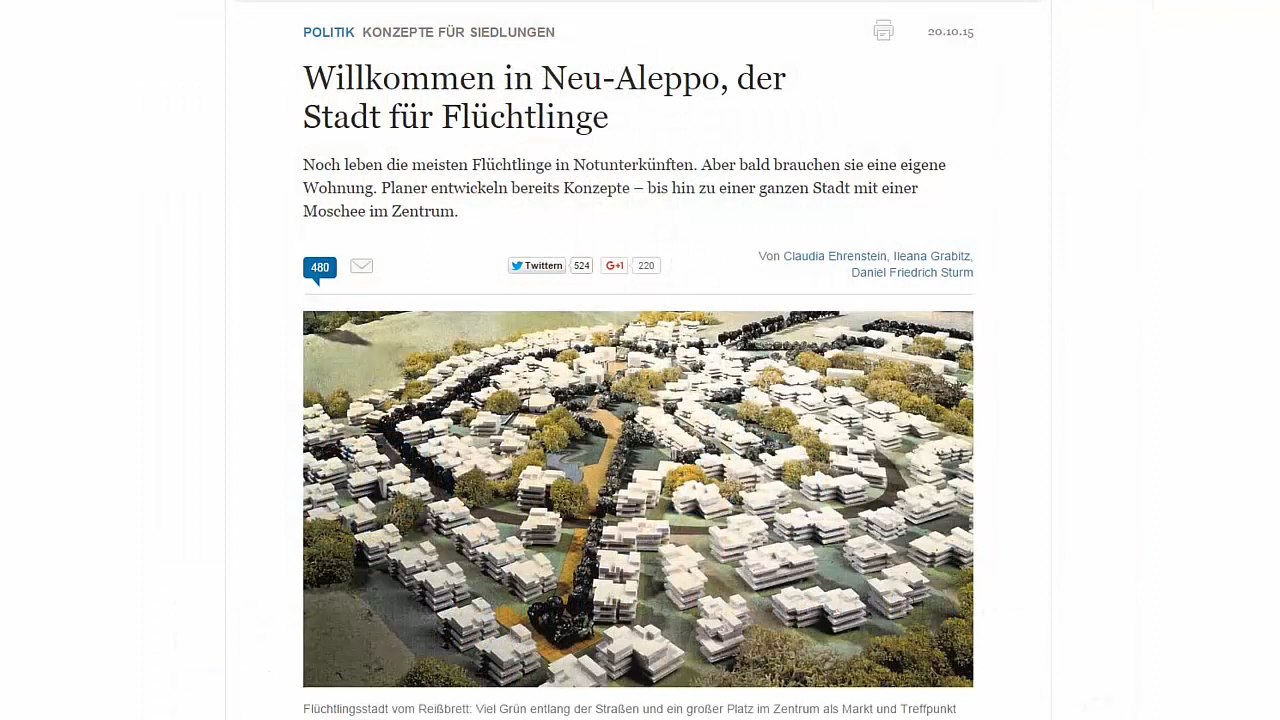 POLITIK KONZEPTE FÜR SIEDLUNGEN
20.10.15
Willkommen in Neu-Aleppo, der
Stadt für Flüchtlinge
Noch leben die meisten Flüchtlinge in Notunterkünften. Aber bald brauchen sie eine eigene
Wohnung. Planer entwickeln bereits Konzepte – bis hin zu einer ganzen Stadt mit einer
Moschee im Zentrum.
480
Twittern 524 G+1 220
Von Claudia Ehrenstein, Ileana Grabitz,
Daniel Friedrich Sturm
Flüchtlingsstadt vom Reißbrett: Viel Grün entlang der Straßen und ein großer Platz im Zentrum als Markt und Treffpunkt